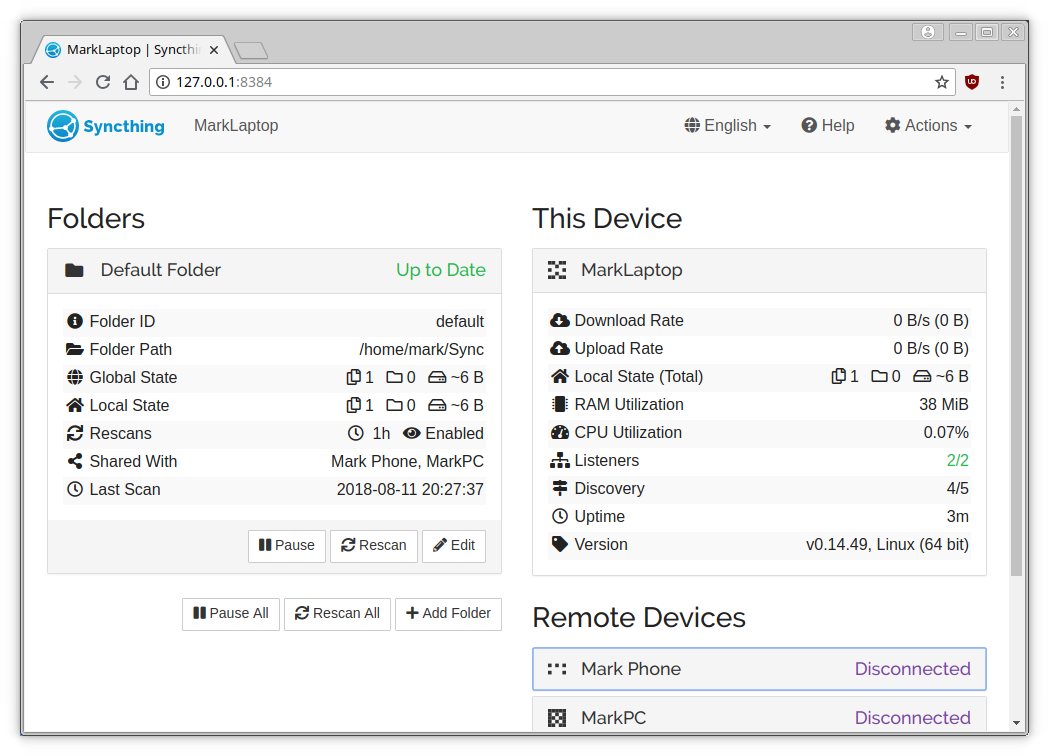 MarkLaptop | Syncthi
127.0.0.1:8384
Syncthing MarkLaptop English Help Actions
Folders
Default Folder Up to Date
Folder ID default
Folder Path /home/mark/Sync
Global State 1 0 ~6 B
Local State 1 0 ~6 B
Rescans 1h Enabled
Shared With Mark Phone, MarkPC
Last Scan 2018-08-11 20:27:37
Pause Rescan Edit
Pause All Rescan All Add Folder
This Device
MarkLaptop
Download Rate 0 B/s (0 B)
Upload Rate 0 B/s (0 B)
Local State (Total) 1 0 ~6 B
RAM Utilization 38 MiB
CPU Utilization 0.07%
Listeners 2/2
Discovery 4/5
Uptime 3m
Version v0.14.49, Linux (64 bit)
Remote Devices
Mark Phone Disconnected
MarkPC Disconnected